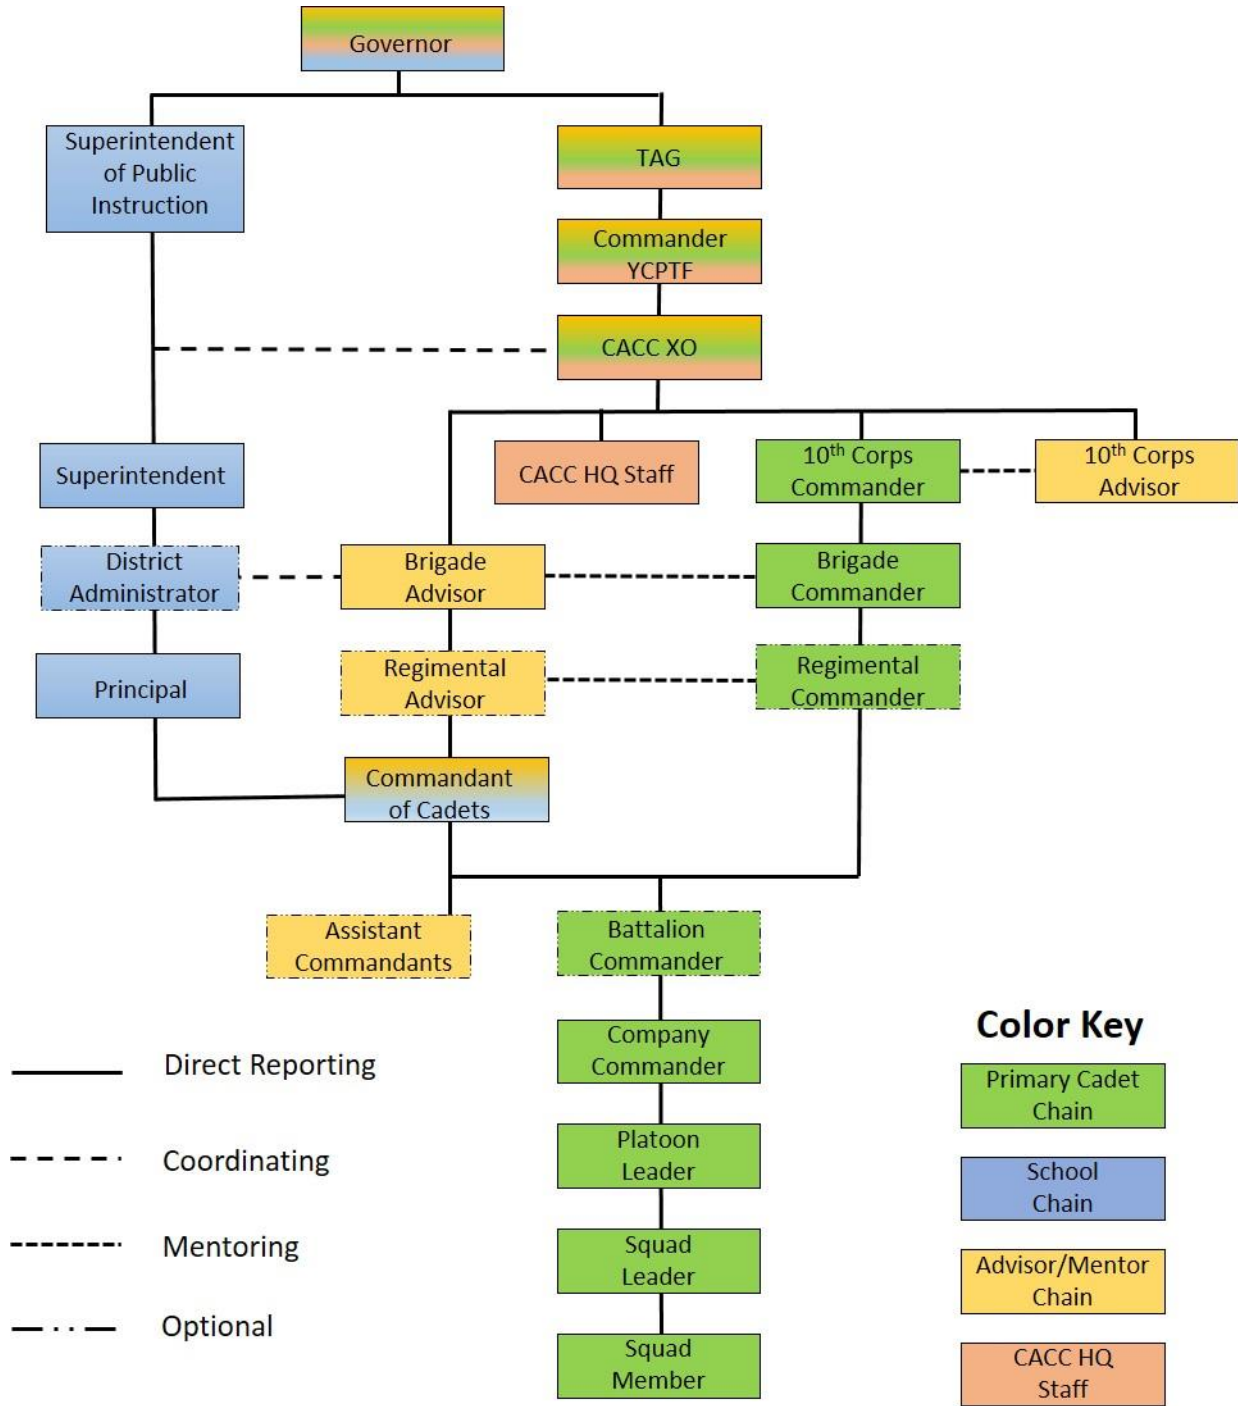 Governor
Superintendent
of Public
Instruction
TAG
Commander
YCPTF
CACC XO
Superintendent
CACC HQ Staff
10th Corps
Commander
10th Corps
Advisor
District
Administrator
Brigade
Advisor
Brigade
Commander
Principal
Regimental
Advisor
Regimental
Commander
Commandant
of Cadets
Assistant
Commandants
Battalion
Commander
Company
Commander
Platoon
Leader
Squad
Leader
Squad
Member
Direct Reporting
Coordinating
Mentoring
Optional
Color Key
Primary Cadet
Chain
School
Chain
Advisor/Mentor
Chain
CACC HQ
Staff